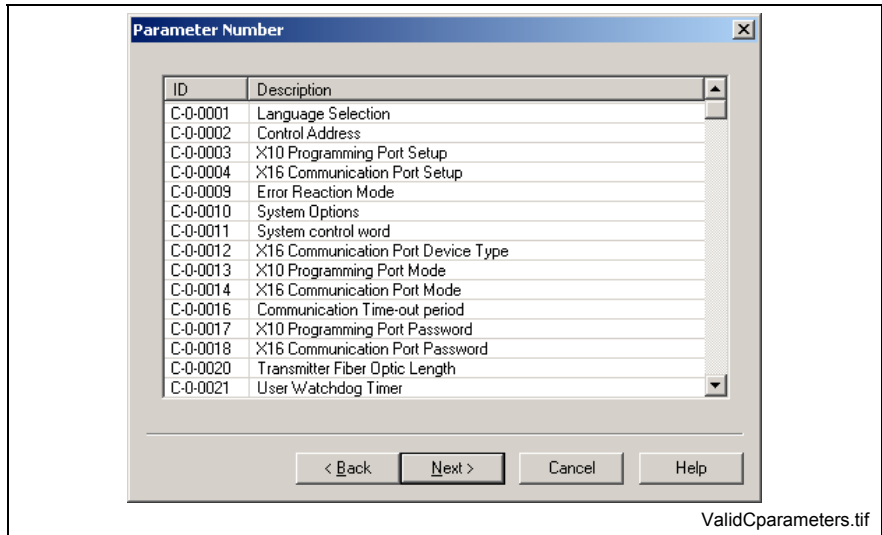 Parameter Number
ID Description
C-0-0001 Language Selection
C-0-0002 Control Address
C-0-0003 X10 Programming Port Setup
C-0-0004 X16 Communication Port Setup
C-0-0009 Error Reaction Mode
C-0-0010 System Options
C-0-0011 System control word
C-0-0012 X16 Communication Port Device Type
C-0-0013 X10 Programming Port Mode
C-0-0014 X16 Communication Port Mode
C-0-0016 Communication Time-out period
C-0-0017 X10 Programming Port Password
C-0-0018 X16 Communication Port Password
C-0-0020 Transmitter Fiber Optic Length
C-0-0021 User Watchdog Timer
< Back Next > Cancel Help
ValidCparameters.tif